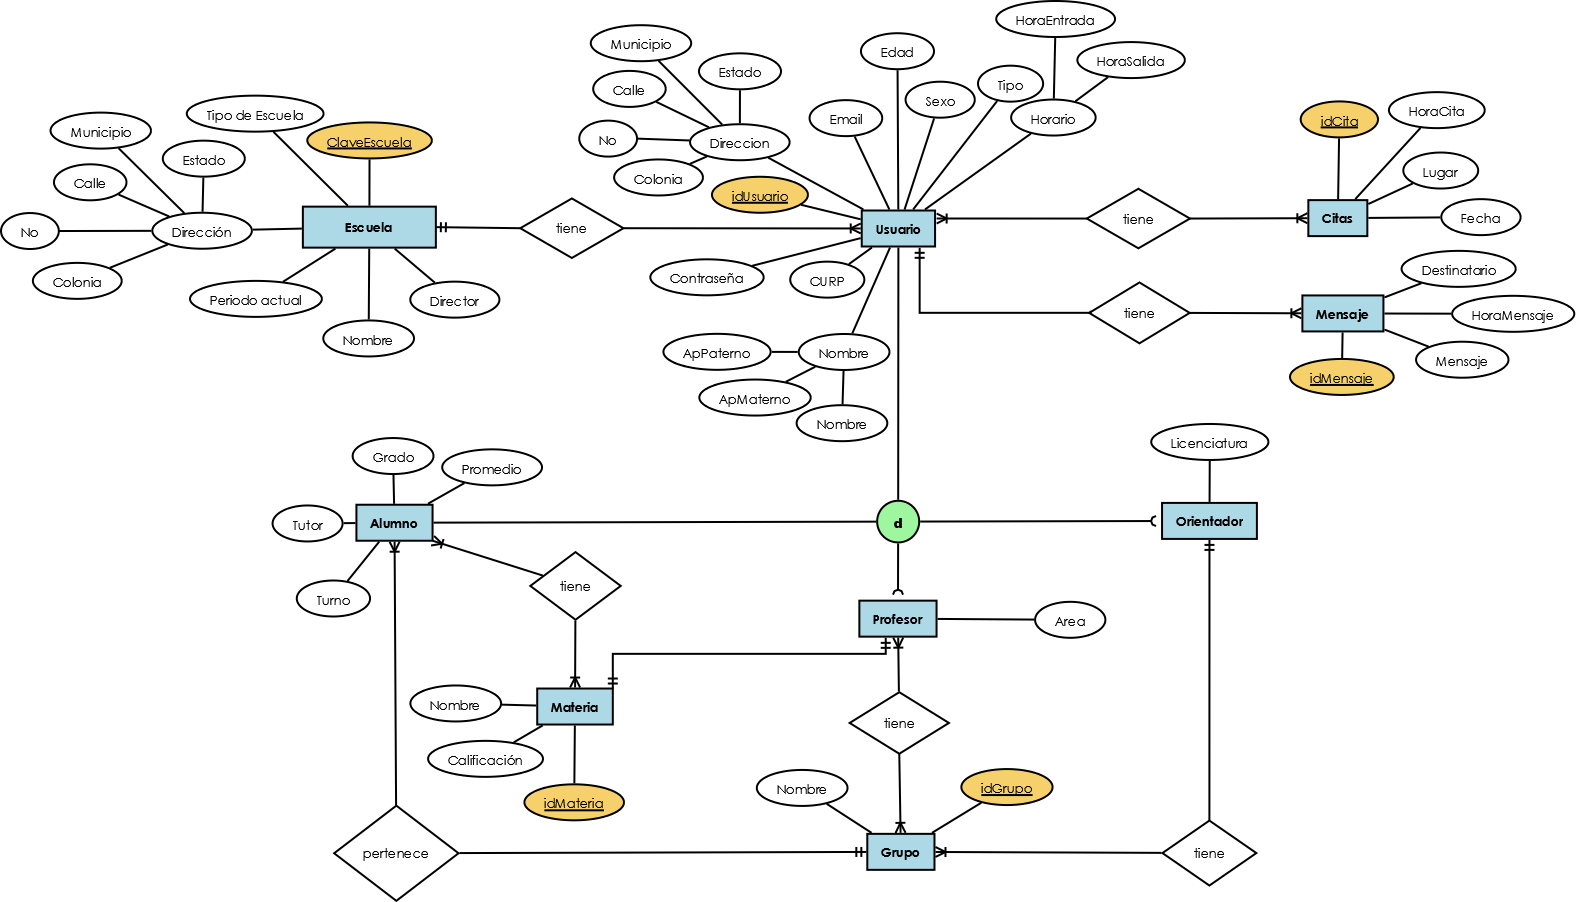 HoraEntrada
Municipio
Edad
HoraSalida
Estado
Calle
Tipo
Sexo
HoraCita
Tipo de Escuela
Email
Horario
idCita
Municipio
ClaveEscuela
No
Direccion
Estado
Lugar
Calle
Colonia
idUsuario
No
Dirección
Escuela
tiene
Usuario
tiene
Citas
Fecha
Colonia
Contraseña
CURP
Destinatario
Periodo actual
Director
tiene
Mensaje
HoraMensaje
Nombre
ApPaterno
Nombre
Mensaje
idMensaje
ApMaterno
Nombre
Grado
Promedio
Licenciatura
Tutor
Alumno
d
Orientador
Turno
tiene
Profesor
Area
Nombre
Materia
tiene
Calificación
idMateria
Nombre
idGrupo
pertenece
Grupo
tiene